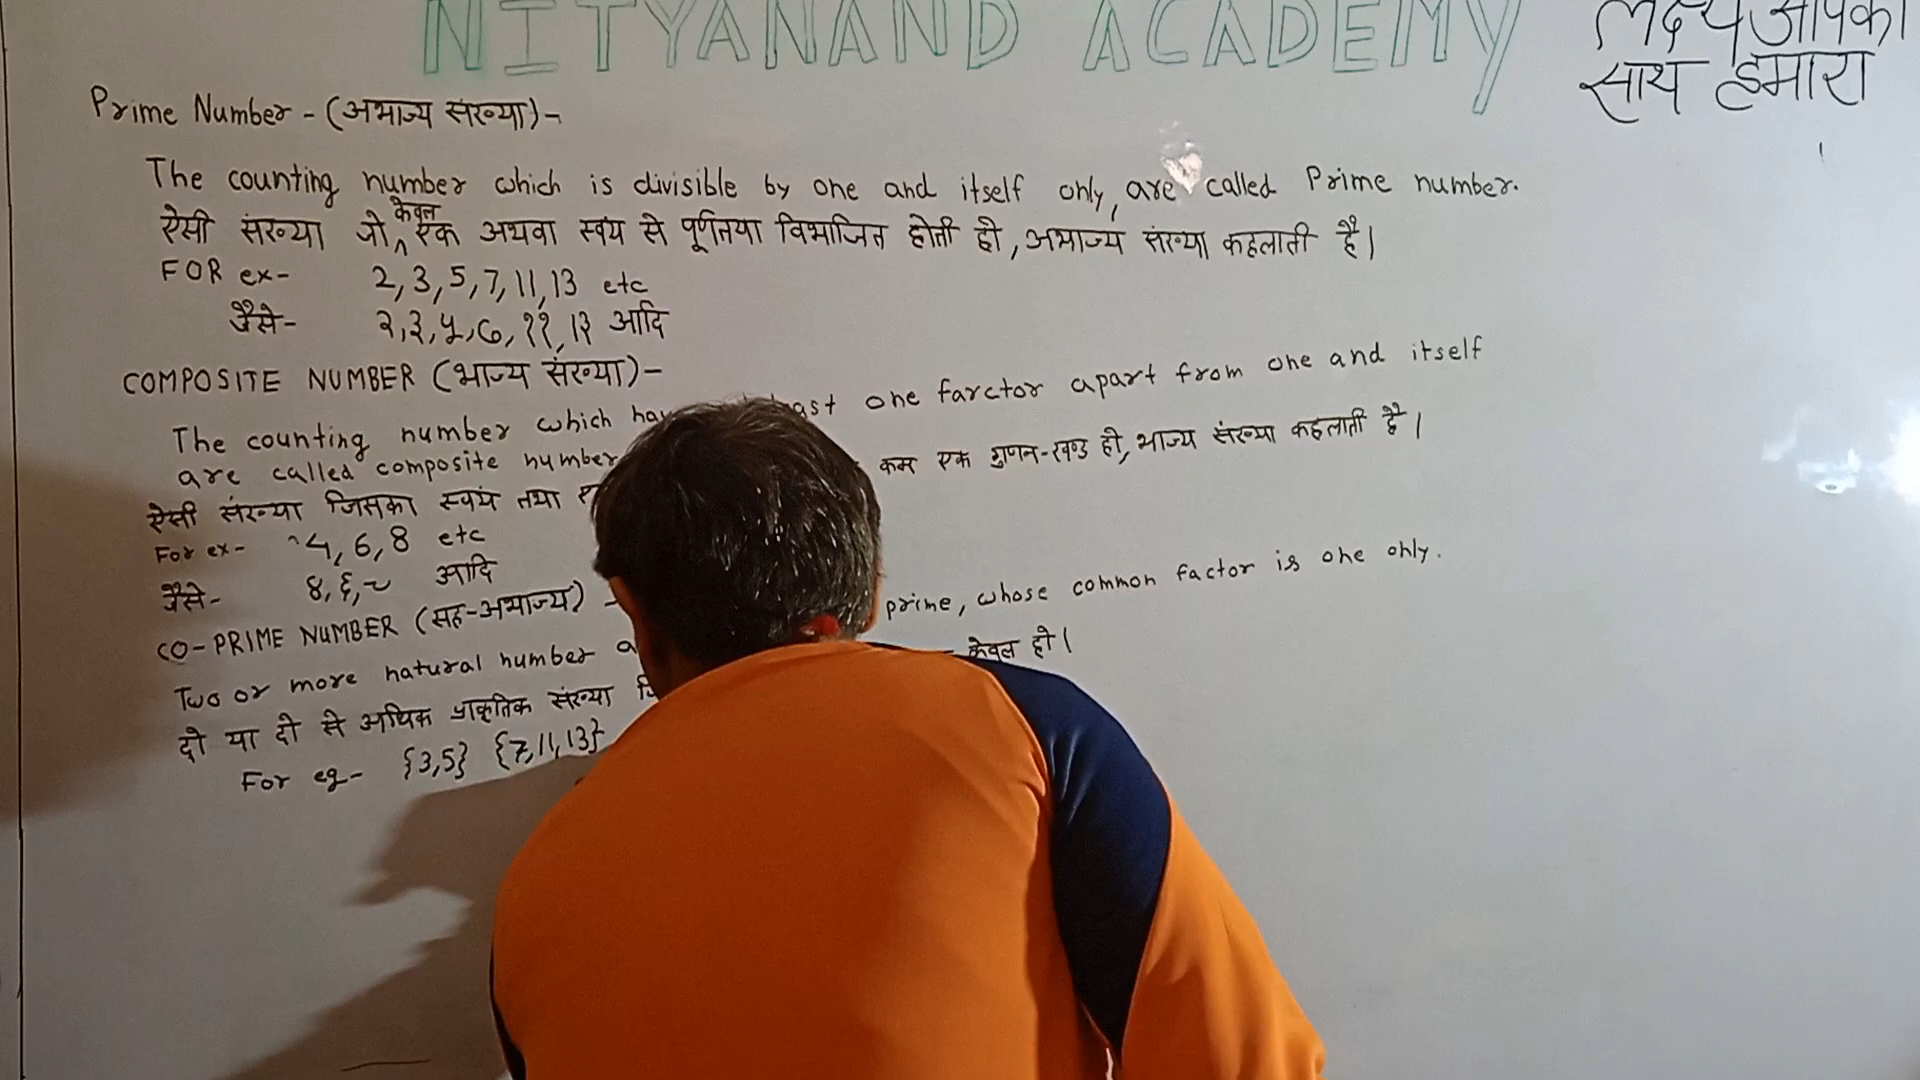 NITYANAND ACADEMY
लक्ष्य आपका
साथ हमारा
Prime Number - (अभाज्य संख्या) -
The counting number which is divisible by one and itself only, are called Prime number.
ऐसी संख्या जो केवल एक अथवा स्वयं से पूर्णतया विभाजित होती हो, अभाज्य संख्या कहलाती है।
FOR ex- 2, 3, 5, 7, 11, 13 etc
जैसे- २, ३, ५, ७, ११, १३ आदि
COMPOSITE NUMBER (भाज्य संख्या) -
The counting number which one farctor apart from one and itself
are called composite number
ऐसी संख्या जिसका स्वयं तथा कम एक गुणन-खण्ड हो, भाज्य संख्या कहलाती है।
For ex- 4, 6, 8 etc
जैसे- ४, ६, ८ आदि
CO-PRIME NUMBER (सह-अभाज्य) -
Two or more natural number prime, whose common factor is one only.
दो या दो से अधिक प्राकृतिक संख्या केवल हो।
For eg- {3,5} {7,11,13}